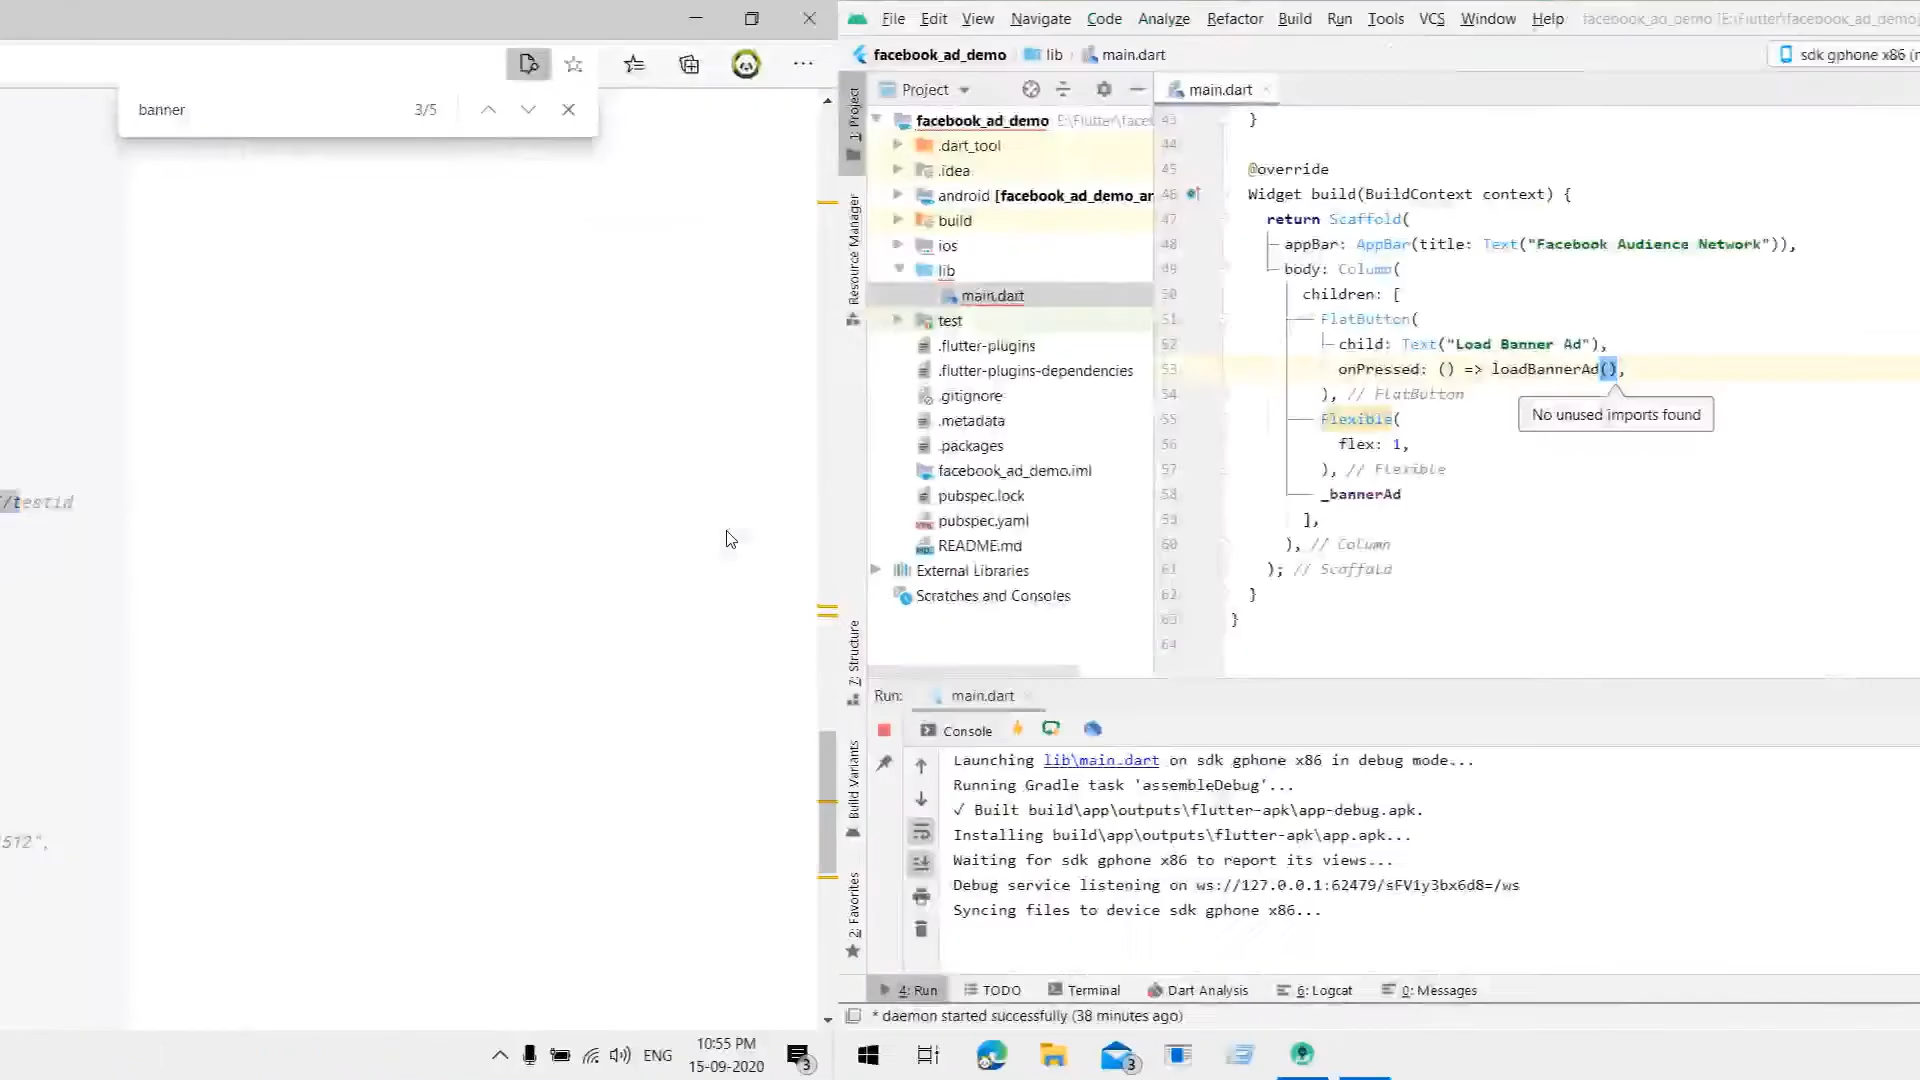 banner 3/5
/testid
512",
10:55 PM
ENG
15-09-2020
3
File Edit View Navigate Code Analyze Refactor Build Run Tools VCS Window Help facebook_ad_demo [E:\Flutter\facebook_ad_demo]
facebook_ad_demo lib main.dart
sdk gphone x86 (m
1: Project
Resource Manager
7: Structure
Build Variants
2: Favorites
Project
main.dart
facebook_ad_demo E:\Flutter\facel
.dart_tool
.idea
android [facebook_ad_demo_an
build
ios
lib
main.dart
test
.flutter-plugins
.flutter-plugins-dependencies
.gitignore
.metadata
.packages
facebook_ad_demo.iml
pubspec.lock
pubspec.yaml
README.md
External Libraries
Scratches and Consoles
43 }
44
45 @override
46 Widget build(BuildContext context) {
47 return Scaffold(
48 appBar: AppBar(title: Text("Facebook Audience Network")),
49 body: Column(
50 children: [
51 FlatButton(
52 child: Text("Load Banner Ad"),
53 onPressed: () => loadBannerAd(),
54 ), // FlatButton
No unused imports found
55 Flexible(
56 flex: 1,
57 ), // Flexible
58 _bannerAd
59 ],
60 ), // Column
61 ); // Scaffold
62 }
63 }
64
Run: main.dart
Console
Launching lib\main.dart on sdk gphone x86 in debug mode...
Running Gradle task 'assembleDebug'...
√ Built build\app\outputs\flutter-apk\app-debug.apk.
Installing build\app\outputs\flutter-apk\app.apk...
Waiting for sdk gphone x86 to report its views...
Debug service listening on ws://127.0.0.1:62479/sFV1y3bx6d8=/ws
Syncing files to device sdk gphone x86...
4: Run TODO Terminal Dart Analysis 6: Logcat 0: Messages
* daemon started successfully (38 minutes ago)
3